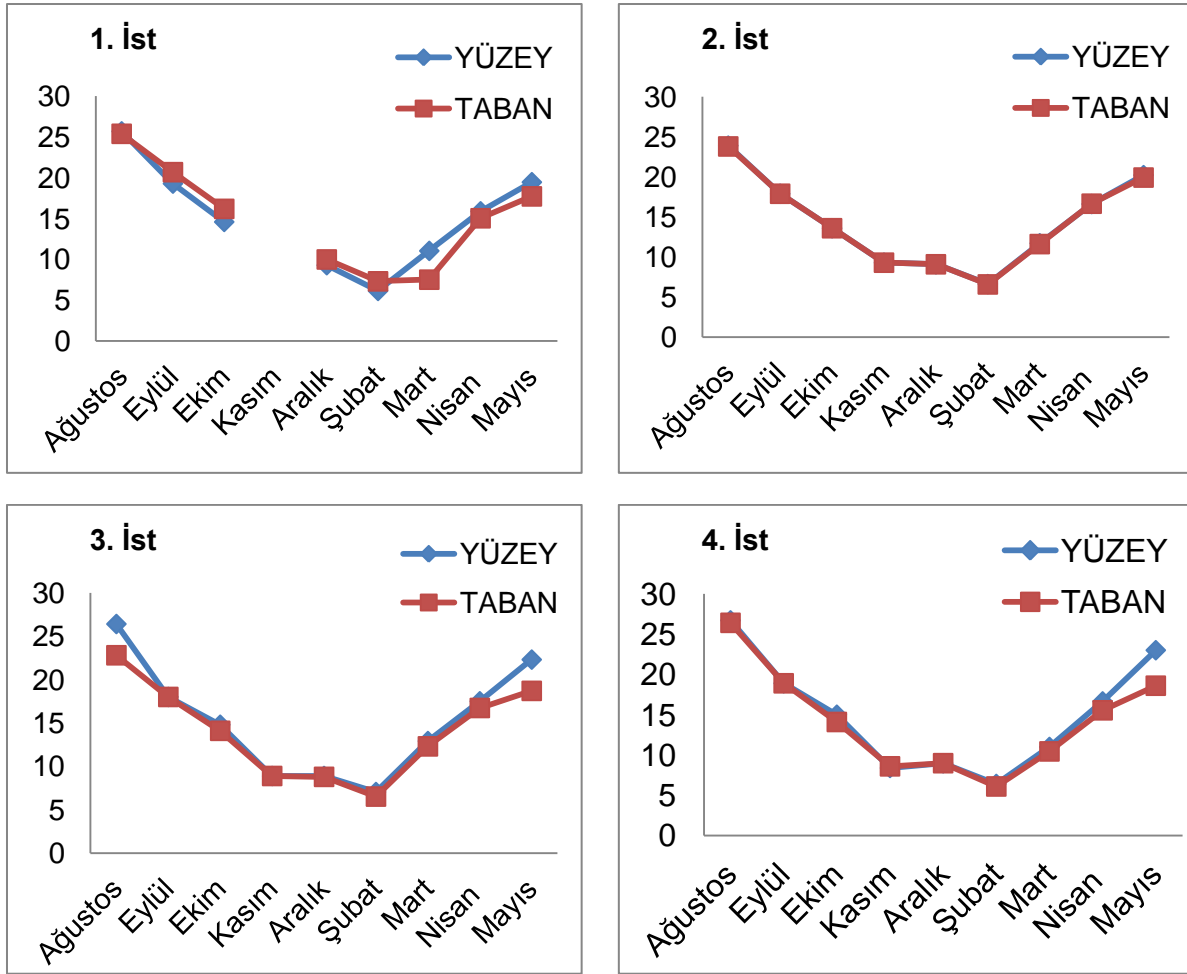 1. İst
YÜZEY
TABAN
30
25
20
15
10
5
0
Ağustos
Eylül
Ekim
Kasım
Aralık
Şubat
Mart
Nisan
Mayıs
2. İst
YÜZEY
TABAN
30
25
20
15
10
5
0
Ağustos
Eylül
Ekim
Kasım
Aralık
Şubat
Mart
Nisan
Mayıs
3. İst
YÜZEY
TABAN
30
25
20
15
10
5
0
Ağustos
Eylül
Ekim
Kasım
Aralık
Şubat
Mart
Nisan
Mayıs
4. İst
YÜZEY
TABAN
30
25
20
15
10
5
0
Ağustos
Eylül
Ekim
Kasım
Aralık
Şubat
Mart
Nisan
Mayıs